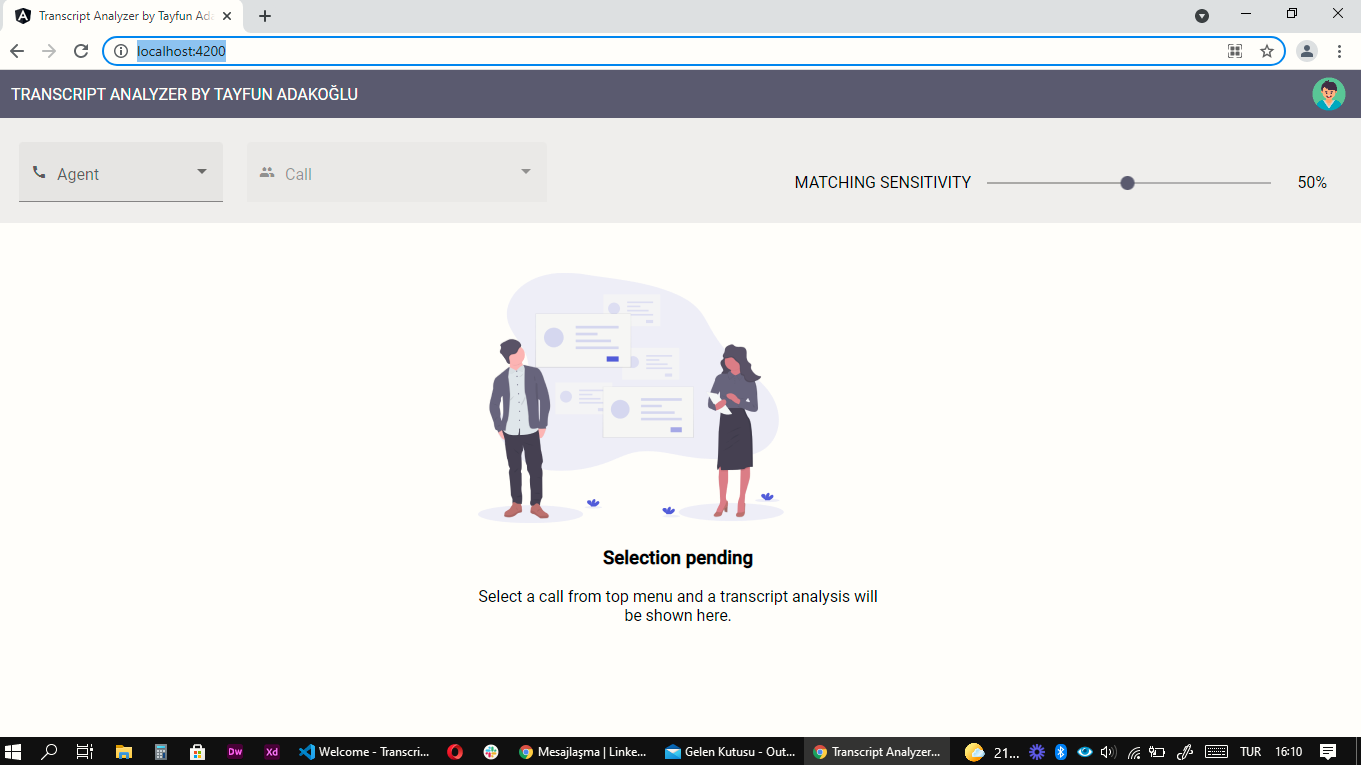 Transcript Analyzer by Tayfun Ada
localhost:4200
TRANSCRIPT ANALYZER BY TAYFUN ADAKOĞLU
Agent
Call
MATCHING SENSITIVITY
50%
Selection pending
Select a call from top menu and a transcript analysis will
be shown here.
Dw
Xd
Welcome - Transcri...
Mesajlaşma | Linke...
Gelen Kutusu - Out...
Transcript Analyzer...
21...
TUR
16:10